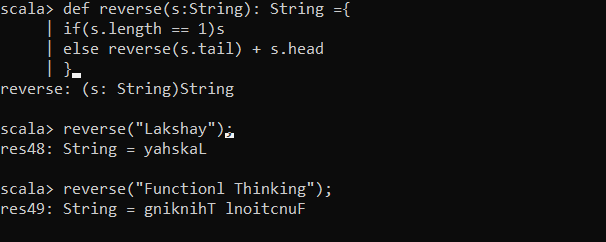 scala> def reverse(s:String): String ={
| if(s.length == 1)s
| else reverse(s.tail) + s.head
| }
reverse: (s: String)String
scala> reverse("Lakshay");
res48: String = yahskaL
scala> reverse("Functionl Thinking");
res49: String = gniknihT lnoitcnuF